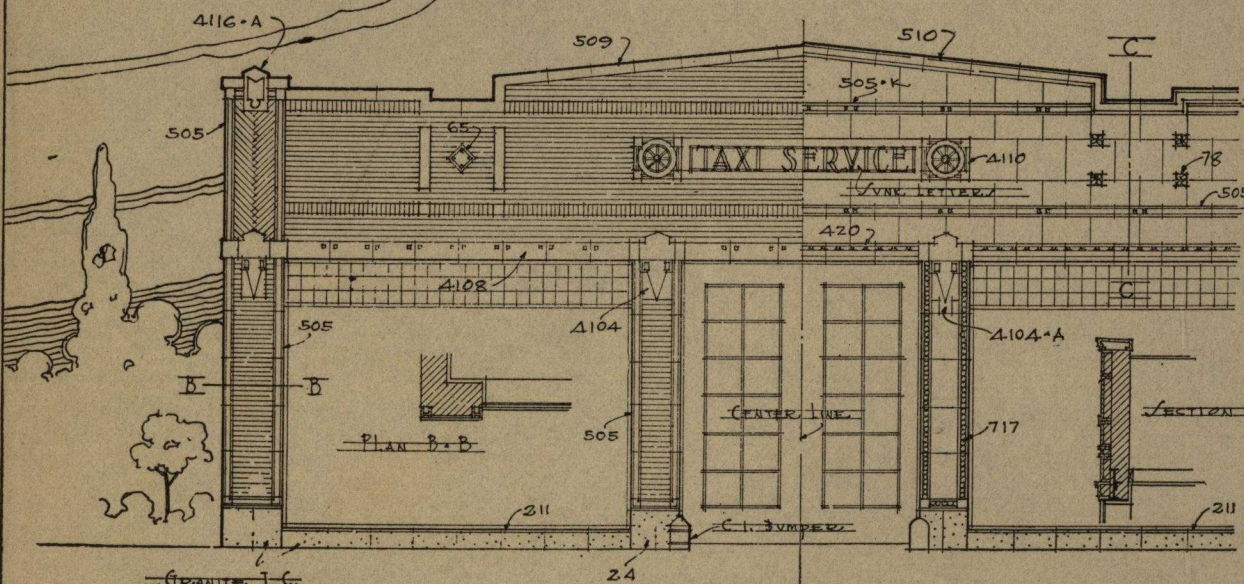 4116-A
509
510
C
505-K
505
65
TAXI SERVICE
4110
78
SUNK LETTERS
505
420
4108
C
4104
4104-A
505
B B
CENTER LINE
SECTION
PLAN B-B
505
717
211
C.I. BUMPER
211
GRANITE T.C.
24